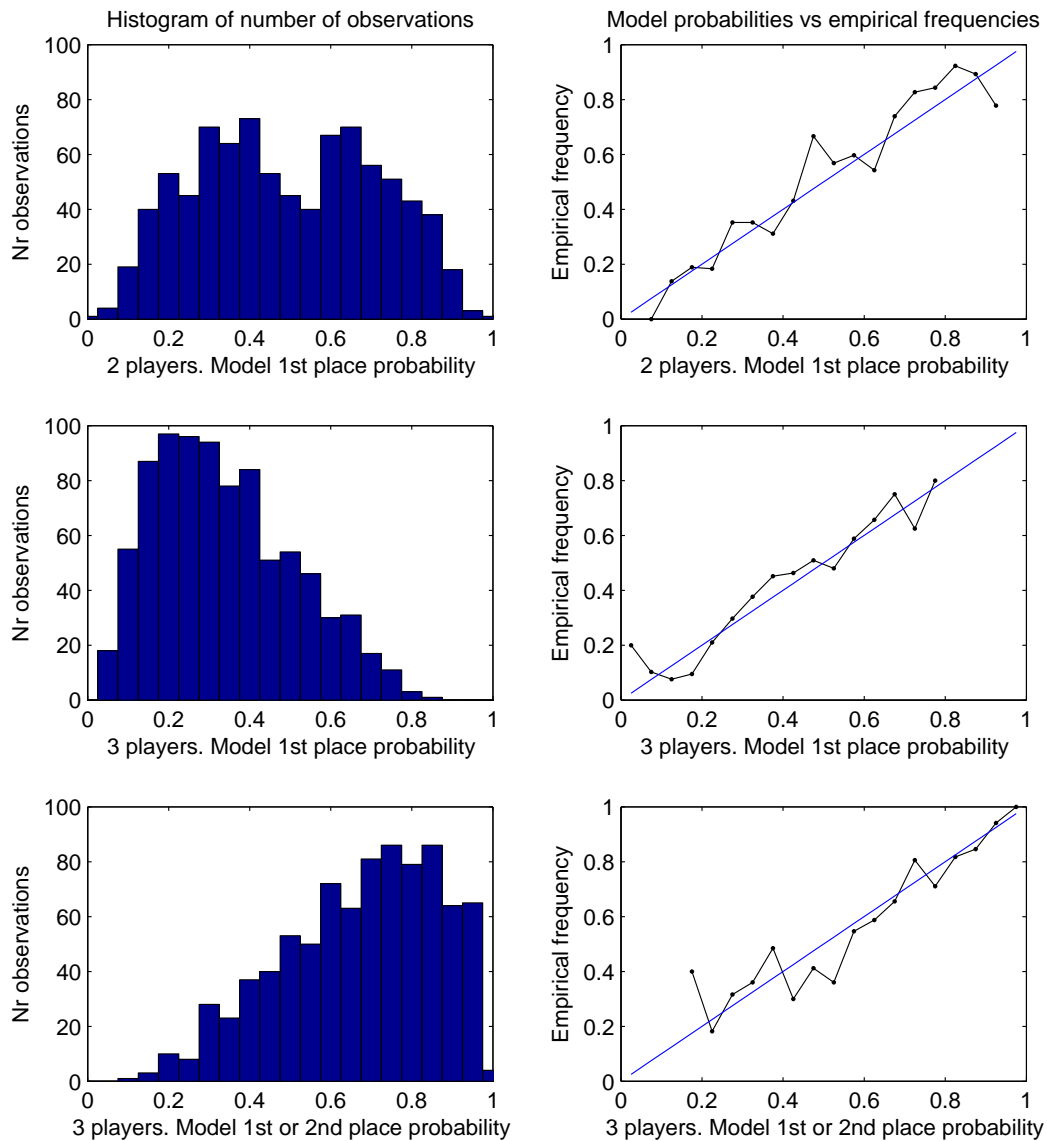 Histogram of number of observations
Model probabilities vs empirical frequencies
100
80
60
40
20
0
Nr observations
0 0.2 0.4 0.6 0.8 1
2 players. Model 1st place probability
1
0.8
0.6
0.4
0.2
0
Empirical frequency
0 0.2 0.4 0.6 0.8 1
2 players. Model 1st place probability
100
80
60
40
20
0
Nr observations
0 0.2 0.4 0.6 0.8 1
3 players. Model 1st place probability
1
0.8
0.6
0.4
0.2
0
Empirical frequency
0 0.2 0.4 0.6 0.8 1
3 players. Model 1st place probability
100
80
60
40
20
0
Nr observations
0 0.2 0.4 0.6 0.8 1
3 players. Model 1st or 2nd place probability
1
0.8
0.6
0.4
0.2
0
Empirical frequency
0 0.2 0.4 0.6 0.8 1
3 players. Model 1st or 2nd place probability